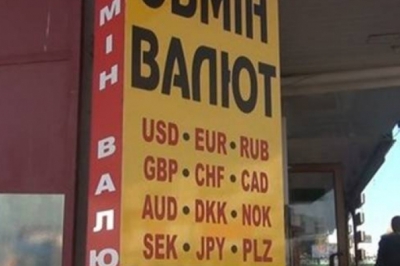 ОБМІН
ВАЛЮТ
USD • EUR • RUB
GBP • CHF • CAD
AUD • DKK • NOK
SEK • JPY • PLZ
МІН ВАЛЮ